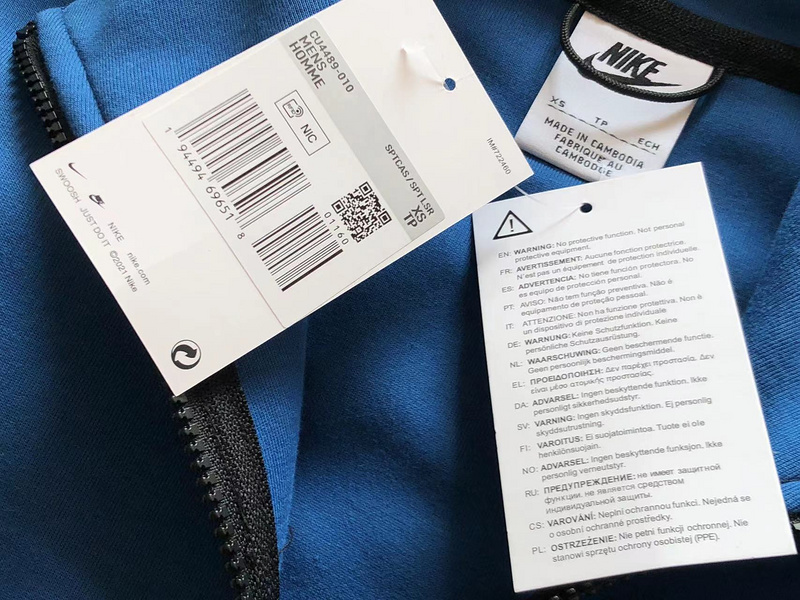 CU4489-010
MENS
HOMME
NIC
SPTCAS / SPT LSR
XS
TP
1 94494 69651 8
01160
IM#722460
SWOOSH JUST DO IT ©2021 Nike
NIKE nike.com
NIKE
XS TP ECH
MADE IN CAMBODIA
FABRIQUE AU
CAMBODGE
EN: WARNING: No protective function. Not personal
protective equipment.
FR: AVERTISSEMENT: Aucune fonction protectrice.
N'est pas un équipement de protection individuelle.
ES: ADVERTENCIA: No tiene función protectora. No
es equipo de protección personal.
PT: AVISO: Não tem função preventiva. Não é
equipamento de proteção pessoal.
IT: ATTENZIONE: Non ha funzione protettiva. Non è
un dispositivo di protezione individuale.
DE: WARNUNG: Keine Schutzfunktion. Keine
persönliche Schutzausrüstung.
NL: WAARSCHUWING: Geen beschermende functie.
Geen persoonlijk beschermingsmiddel.
EL: ΠΡΟΕΙΔΟΠΟΙΗΣΗ: Δεν παρέχει προστασία. Δεν
είναι μέσο ατομικής προστασίας.
DA: ADVARSEL: Ingen beskyttende funktion. Ikke
personligt sikkerhedsudstyr.
SV: VARNING: Ingen skyddsfunktion. Ej personlig
skyddsutrustning.
FI: VAROITUS: Ei suojatoimintoa. Tuote ei ole
henkilönsuojain.
NO: ADVARSEL: Ingen beskyttende funksjon. Ikke
personlig verneutstyr.
RU: ПРЕДУПРЕЖДЕНИЕ: не имеет защитной
функции. не является средством
индивидуальной защиты.
CS: VAROVÁNÍ: Neplní ochrannou funkci. Nejedná se
o osobní ochranné prostředky.
PL: OSTRZEŻENIE: Nie pełni funkcji ochronnej. Nie
stanowi sprzętu ochrony osobistej (PPE).